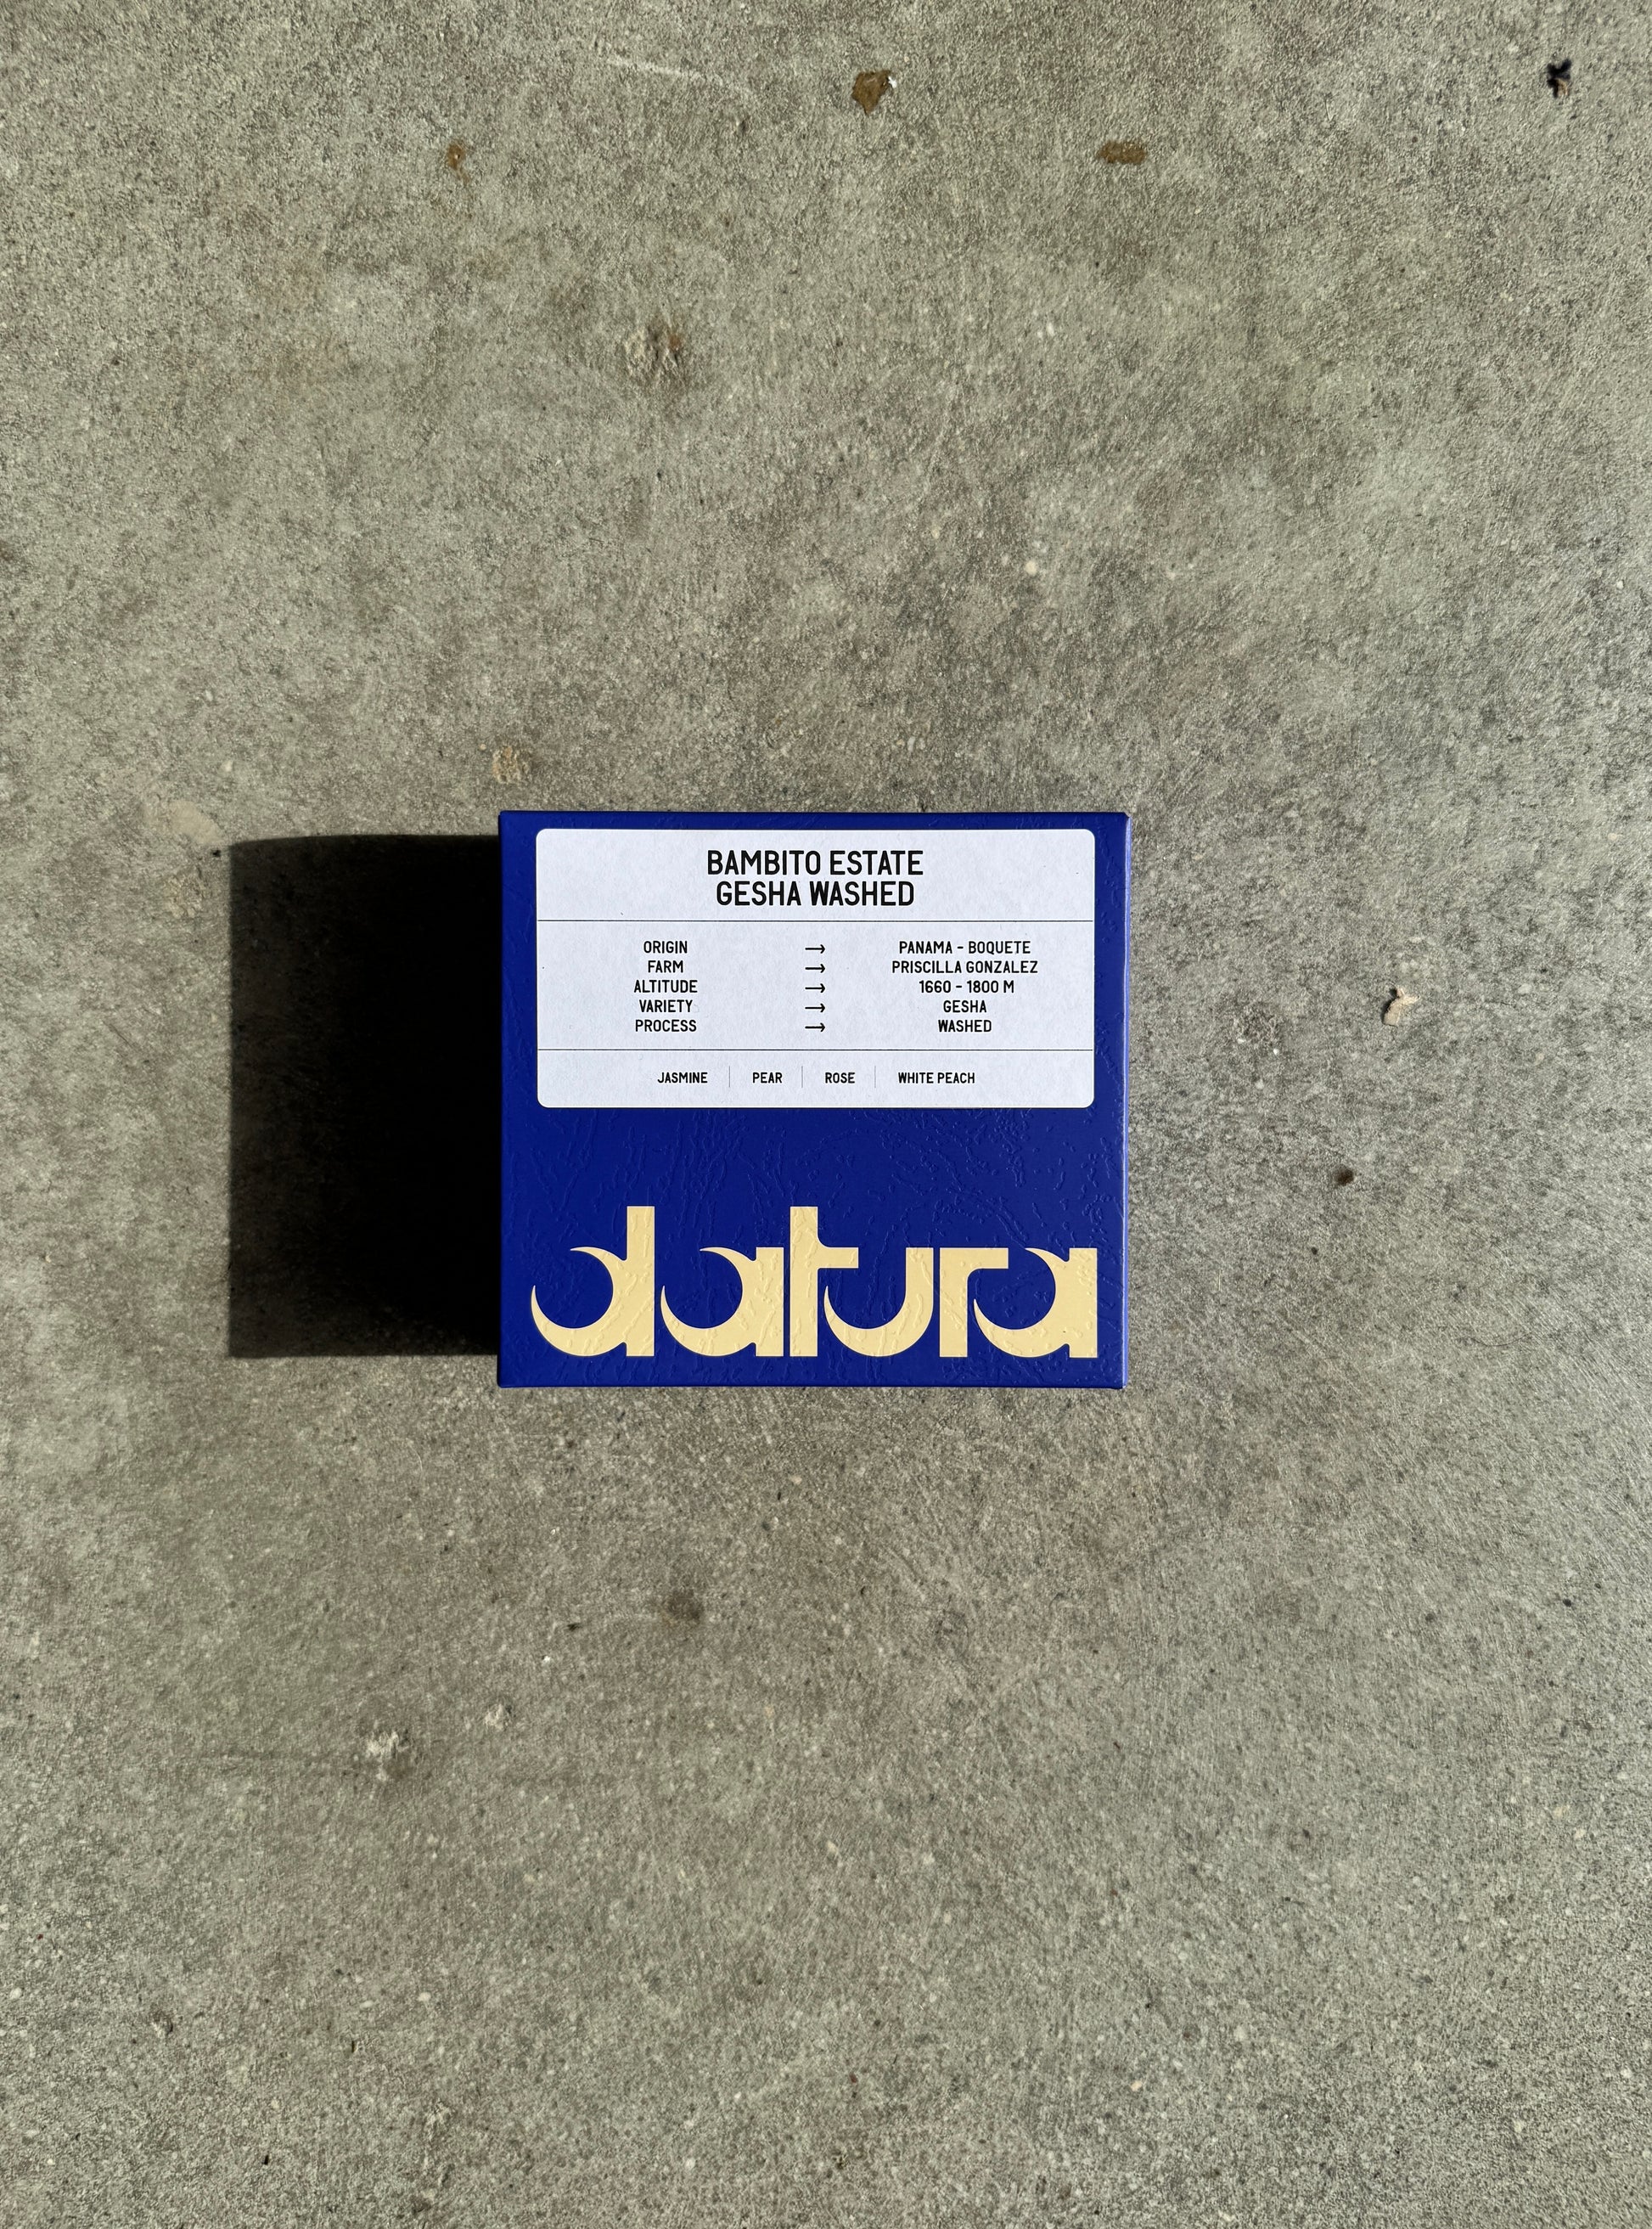 BAMBITO ESTATE
GESHA WASHED
ORIGIN → PANAMA - BOQUETE
FARM → PRISCILLA GONZALEZ
ALTITUDE → 1660 - 1800 M
VARIETY → GESHA
PROCESS → WASHED
JASMINE | PEAR | ROSE | WHITE PEACH
datura